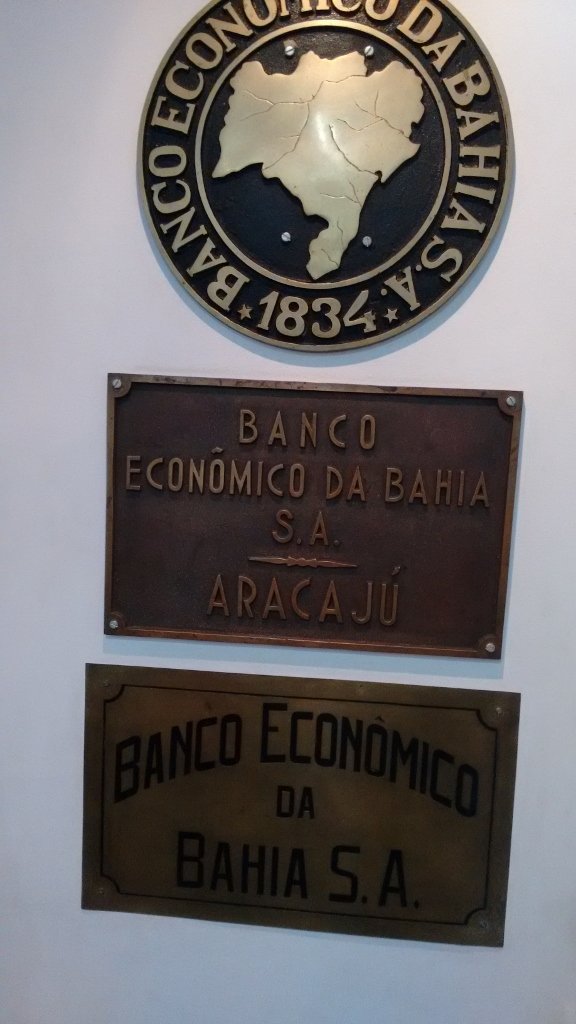 BANCO ECONÔMICO DA BAHIA S.A.
★ 1834 ★
BANCO
ECONÔMICO DA BAHIA
S.A.
ARACAJÚ
BANCO ECONÔMICO
DA
BAHIA S.A.